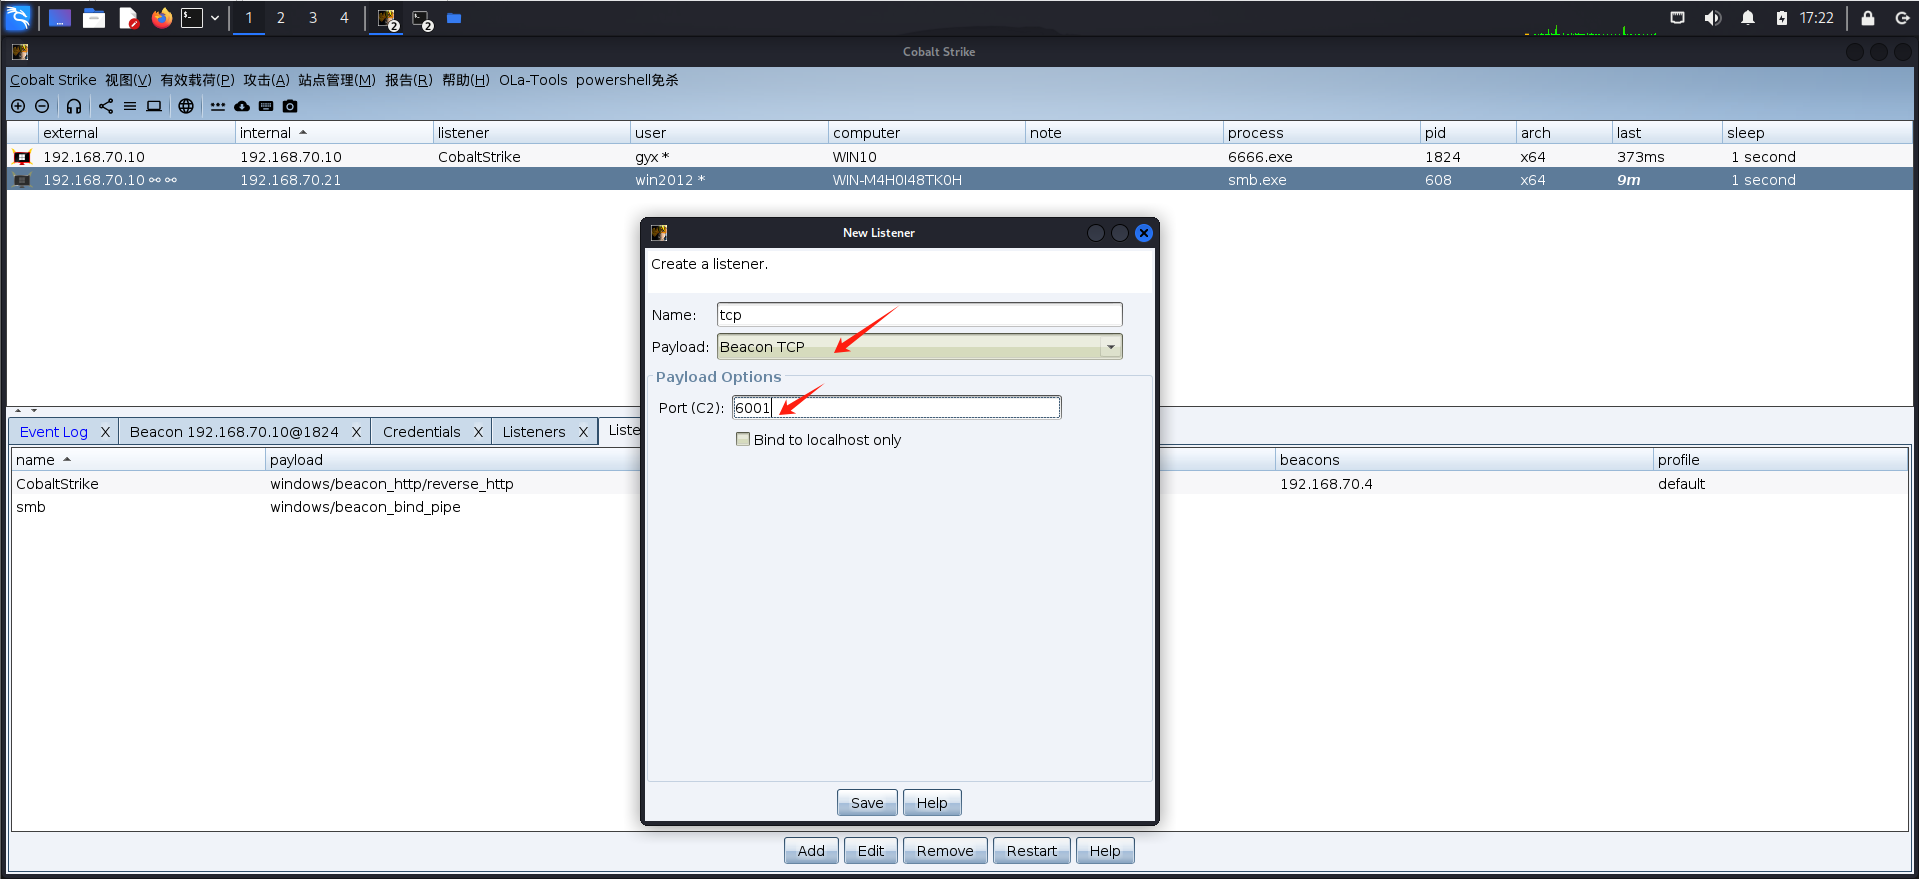 1 2 3 4 2 2 17:22
Cobalt Strike
Cobalt Strike 视图(V) 有效载荷(P) 攻击(A) 站点管理(M) 报告(R) 帮助(H) OLa-Tools powershell免杀
external internal listener user computer note process pid arch last sleep
192.168.70.10 192.168.70.10 CobaltStrike gyx * WIN10 6666.exe 1824 x64 373ms 1 second
192.168.70.10 192.168.70.21 win2012 * WIN-M4H0I48TK0H smb.exe 608 x64 9m 1 second
New Listener
Create a listener.
Name: tcp
Payload: Beacon TCP
Payload Options
Port (C2): 6001
Bind to localhost only
Save Help
Event Log X Beacon 192.168.70.10@1824 X Credentials X Listeners X Liste
name payload beacons profile
CobaltStrike windows/beacon_http/reverse_http 192.168.70.4 default
smb windows/beacon_bind_pipe
Add Edit Remove Restart Help